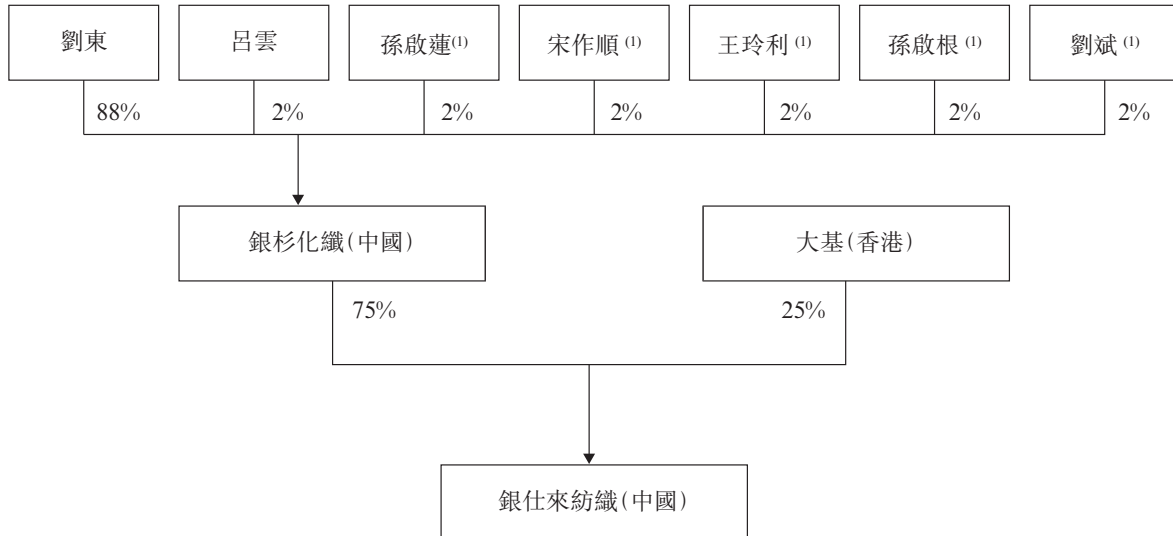 劉東 呂雲 孫啟蓮(1) 宋作順(1) 王玲利(1) 孫啟根(1) 劉斌(1)
88% 2% 2% 2% 2% 2% 2%
銀杉化纖(中國) 大基(香港)
75% 25%
銀仕來紡織(中國)